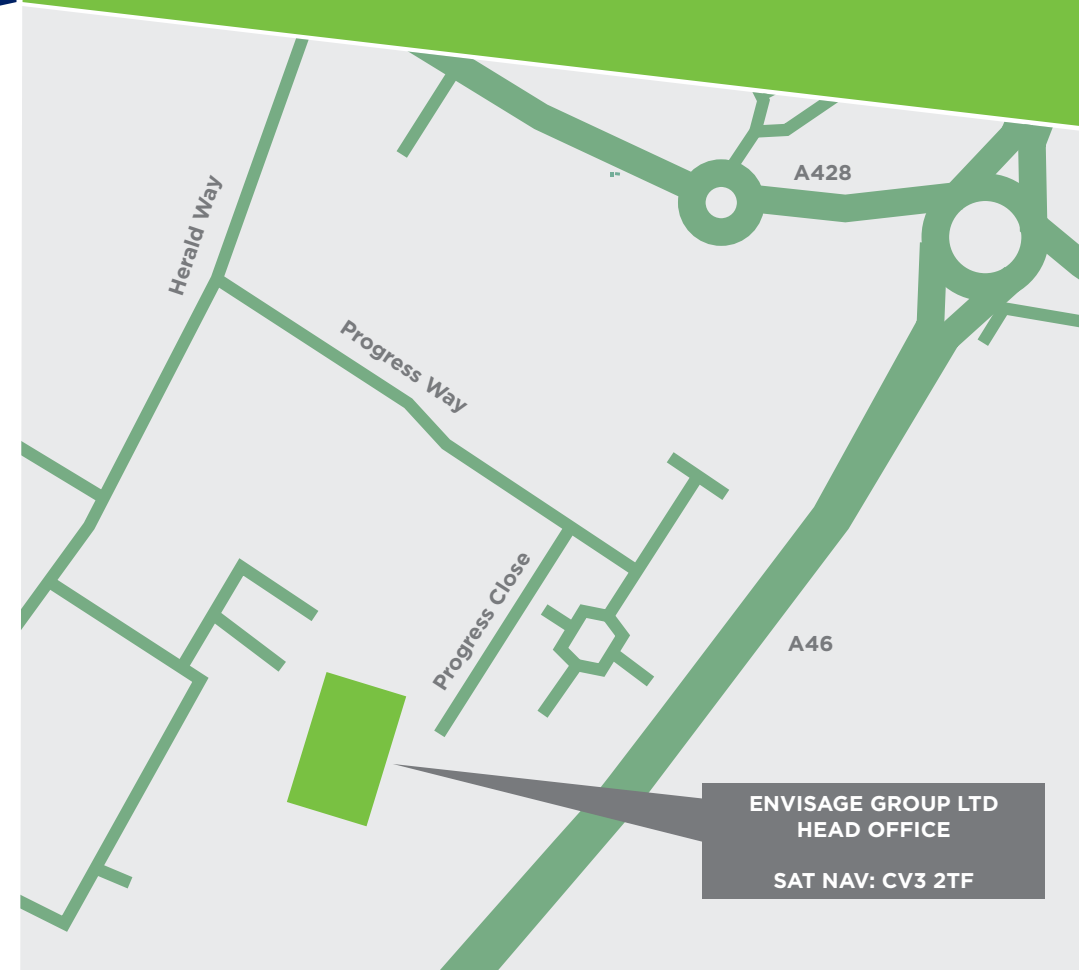 A428
Herald Way
Progress Way
Progress Close
A46
ENVISAGE GROUP LTD
HEAD OFFICE
SAT NAV: CV3 2TF